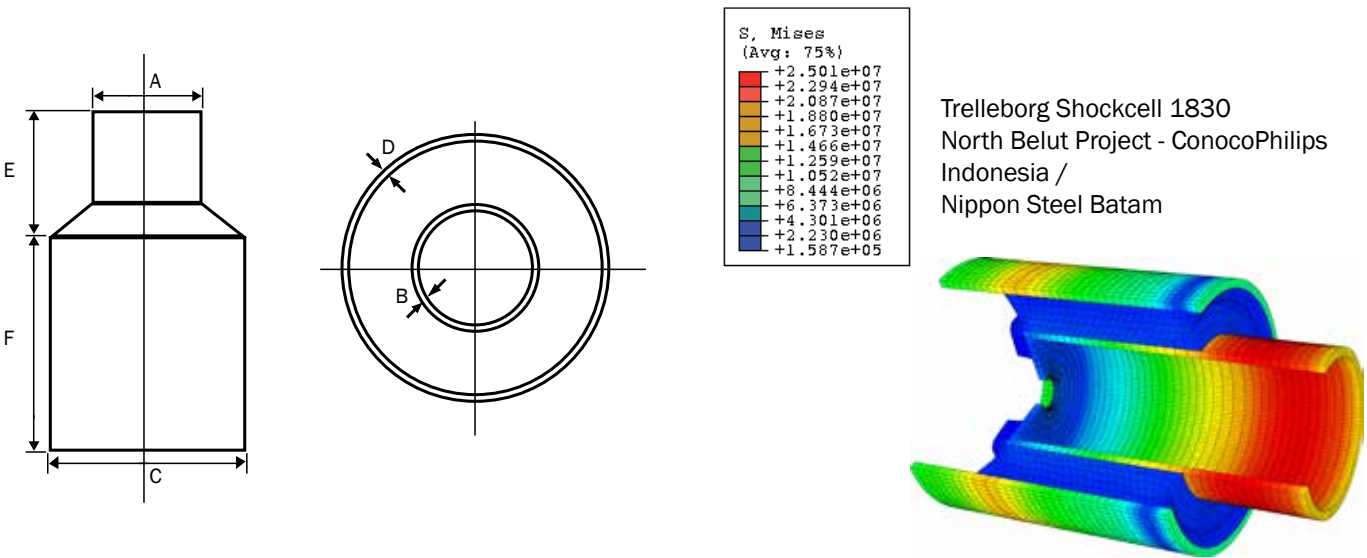 A
E
F
C
D
B
S, Mises
(Avg: 75%)
+2.501e+07
+2.294e+07
+2.087e+07
+1.880e+07
+1.673e+07
+1.466e+07
+1.259e+07
+1.052e+07
+8.444e+06
+6.373e+06
+4.301e+06
+2.230e+06
+1.587e+05
Trelleborg Shockcell 1830
North Belut Project - ConocoPhilips
Indonesia /
Nippon Steel Batam